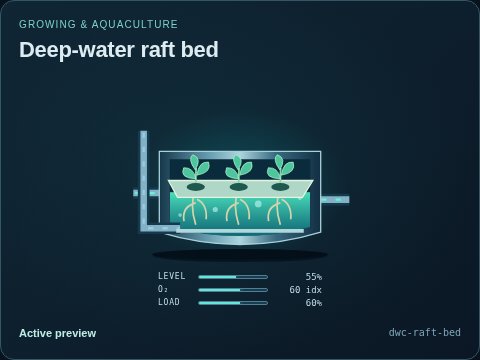 GROWING & AQUACULTURE
Deep-water raft bed
LEVEL 55%
O₂ 60 idx
LOAD 60%
Active preview dwc-raft-bed